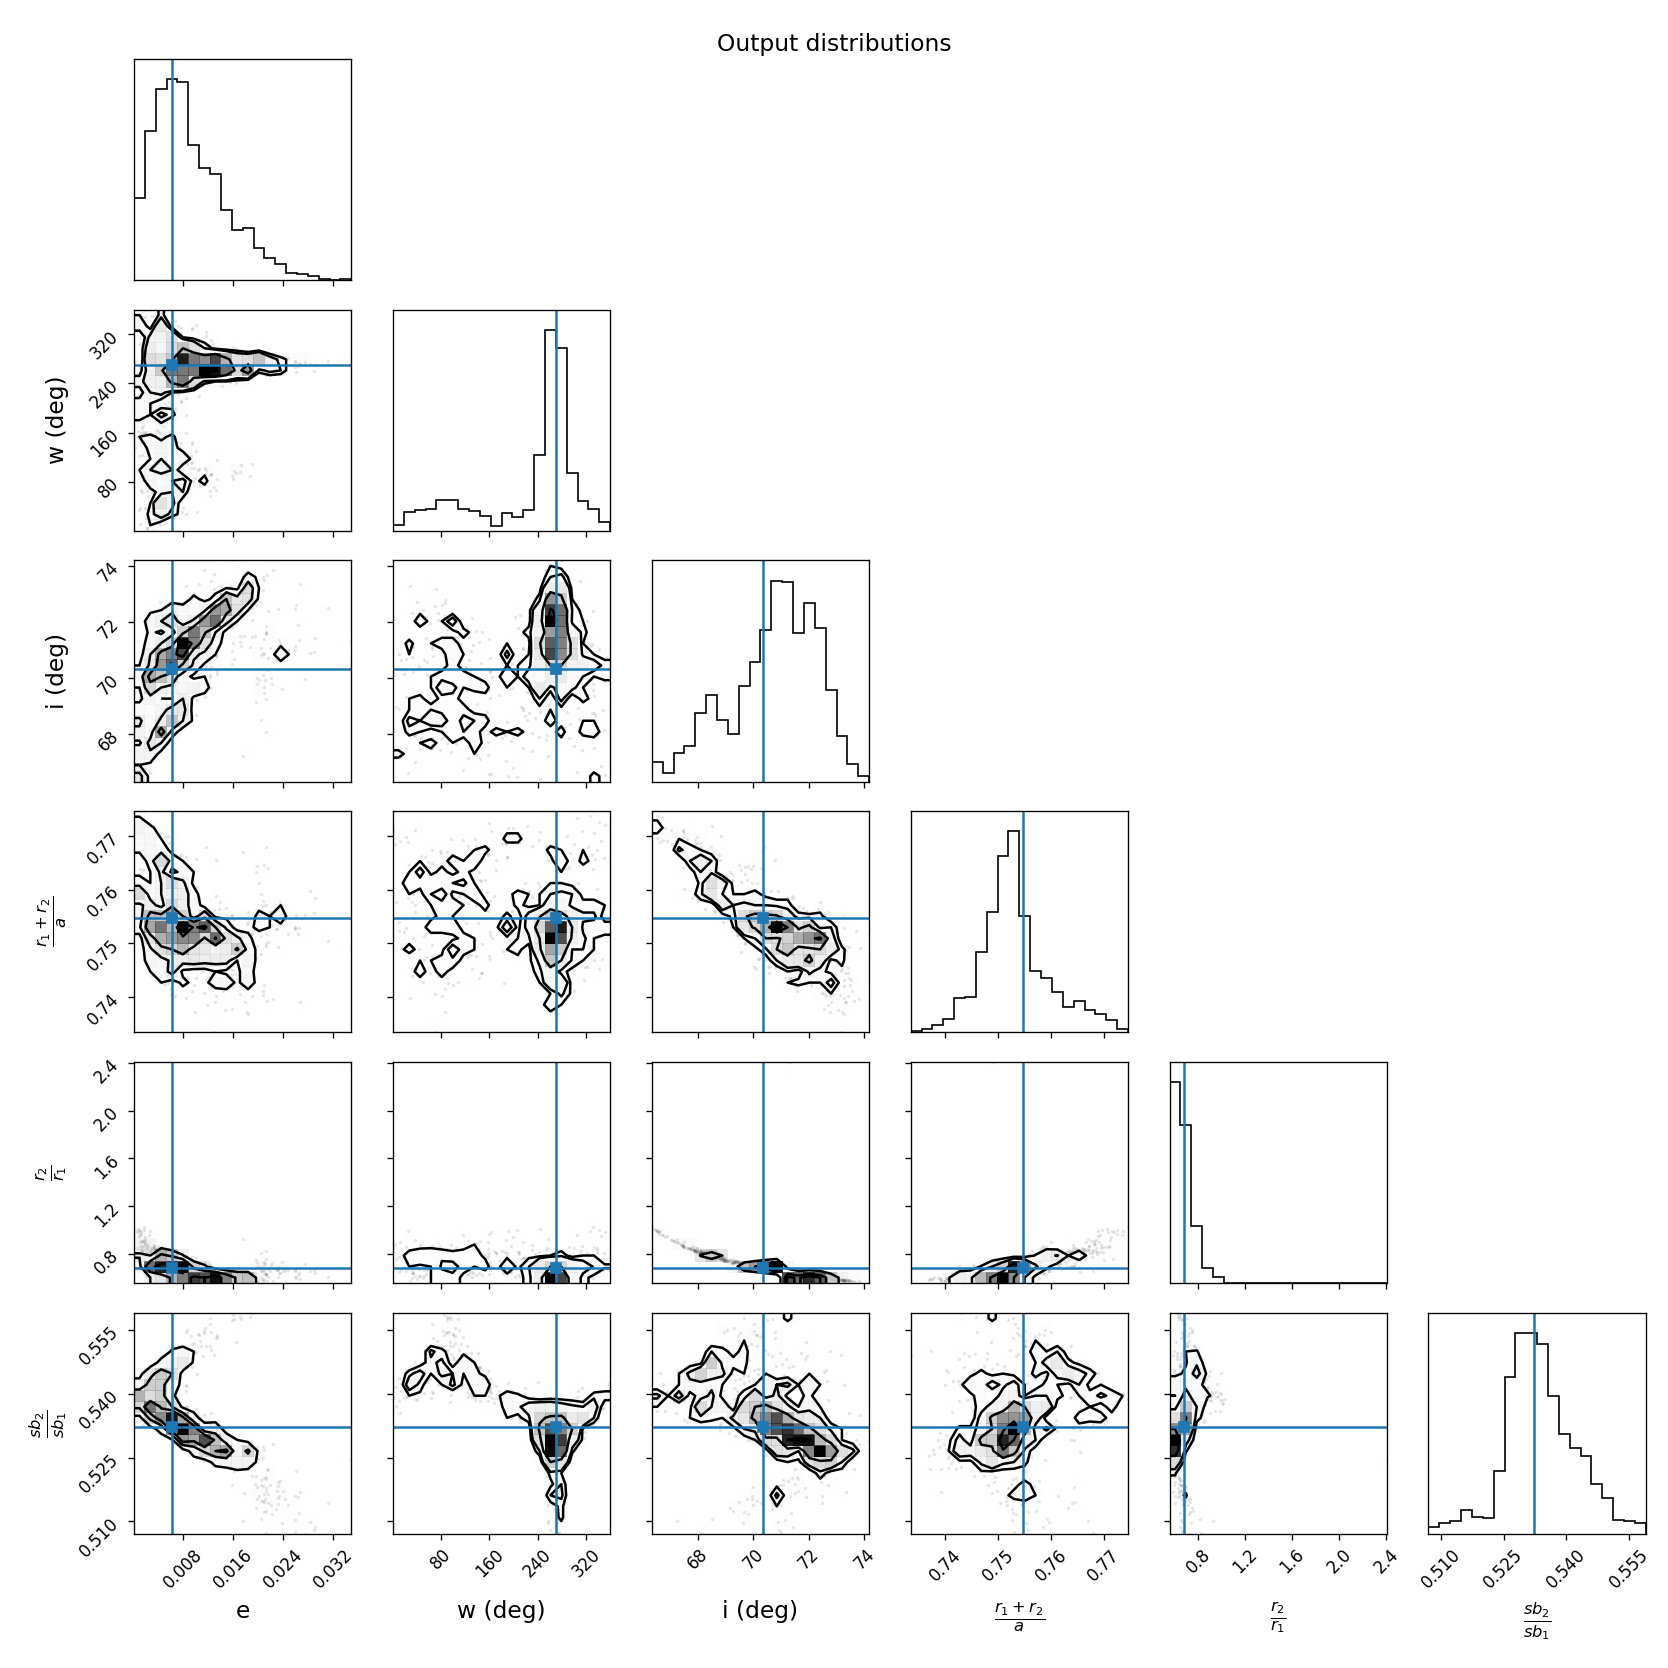 Output distributions
320
240
160
80
w (deg)
74
72
70
68
i (deg)
0.77
0.76
0.75
0.74
r₁ + r₂
a
2.4
2.0
1.6
1.2
0.8
r₂
r₁
0.555
0.540
0.525
0.510
sb₂
sb₁
0.008 0.016 0.024 0.032 80 160 240 320 68 70 72 74 0.74 0.75 0.76 0.77 0.8 1.2 1.6 2.0 2.4 0.510 0.525 0.540 0.555
e w (deg) i (deg) r₁ + r₂ r₂ sb₂
a r₁ sb₁